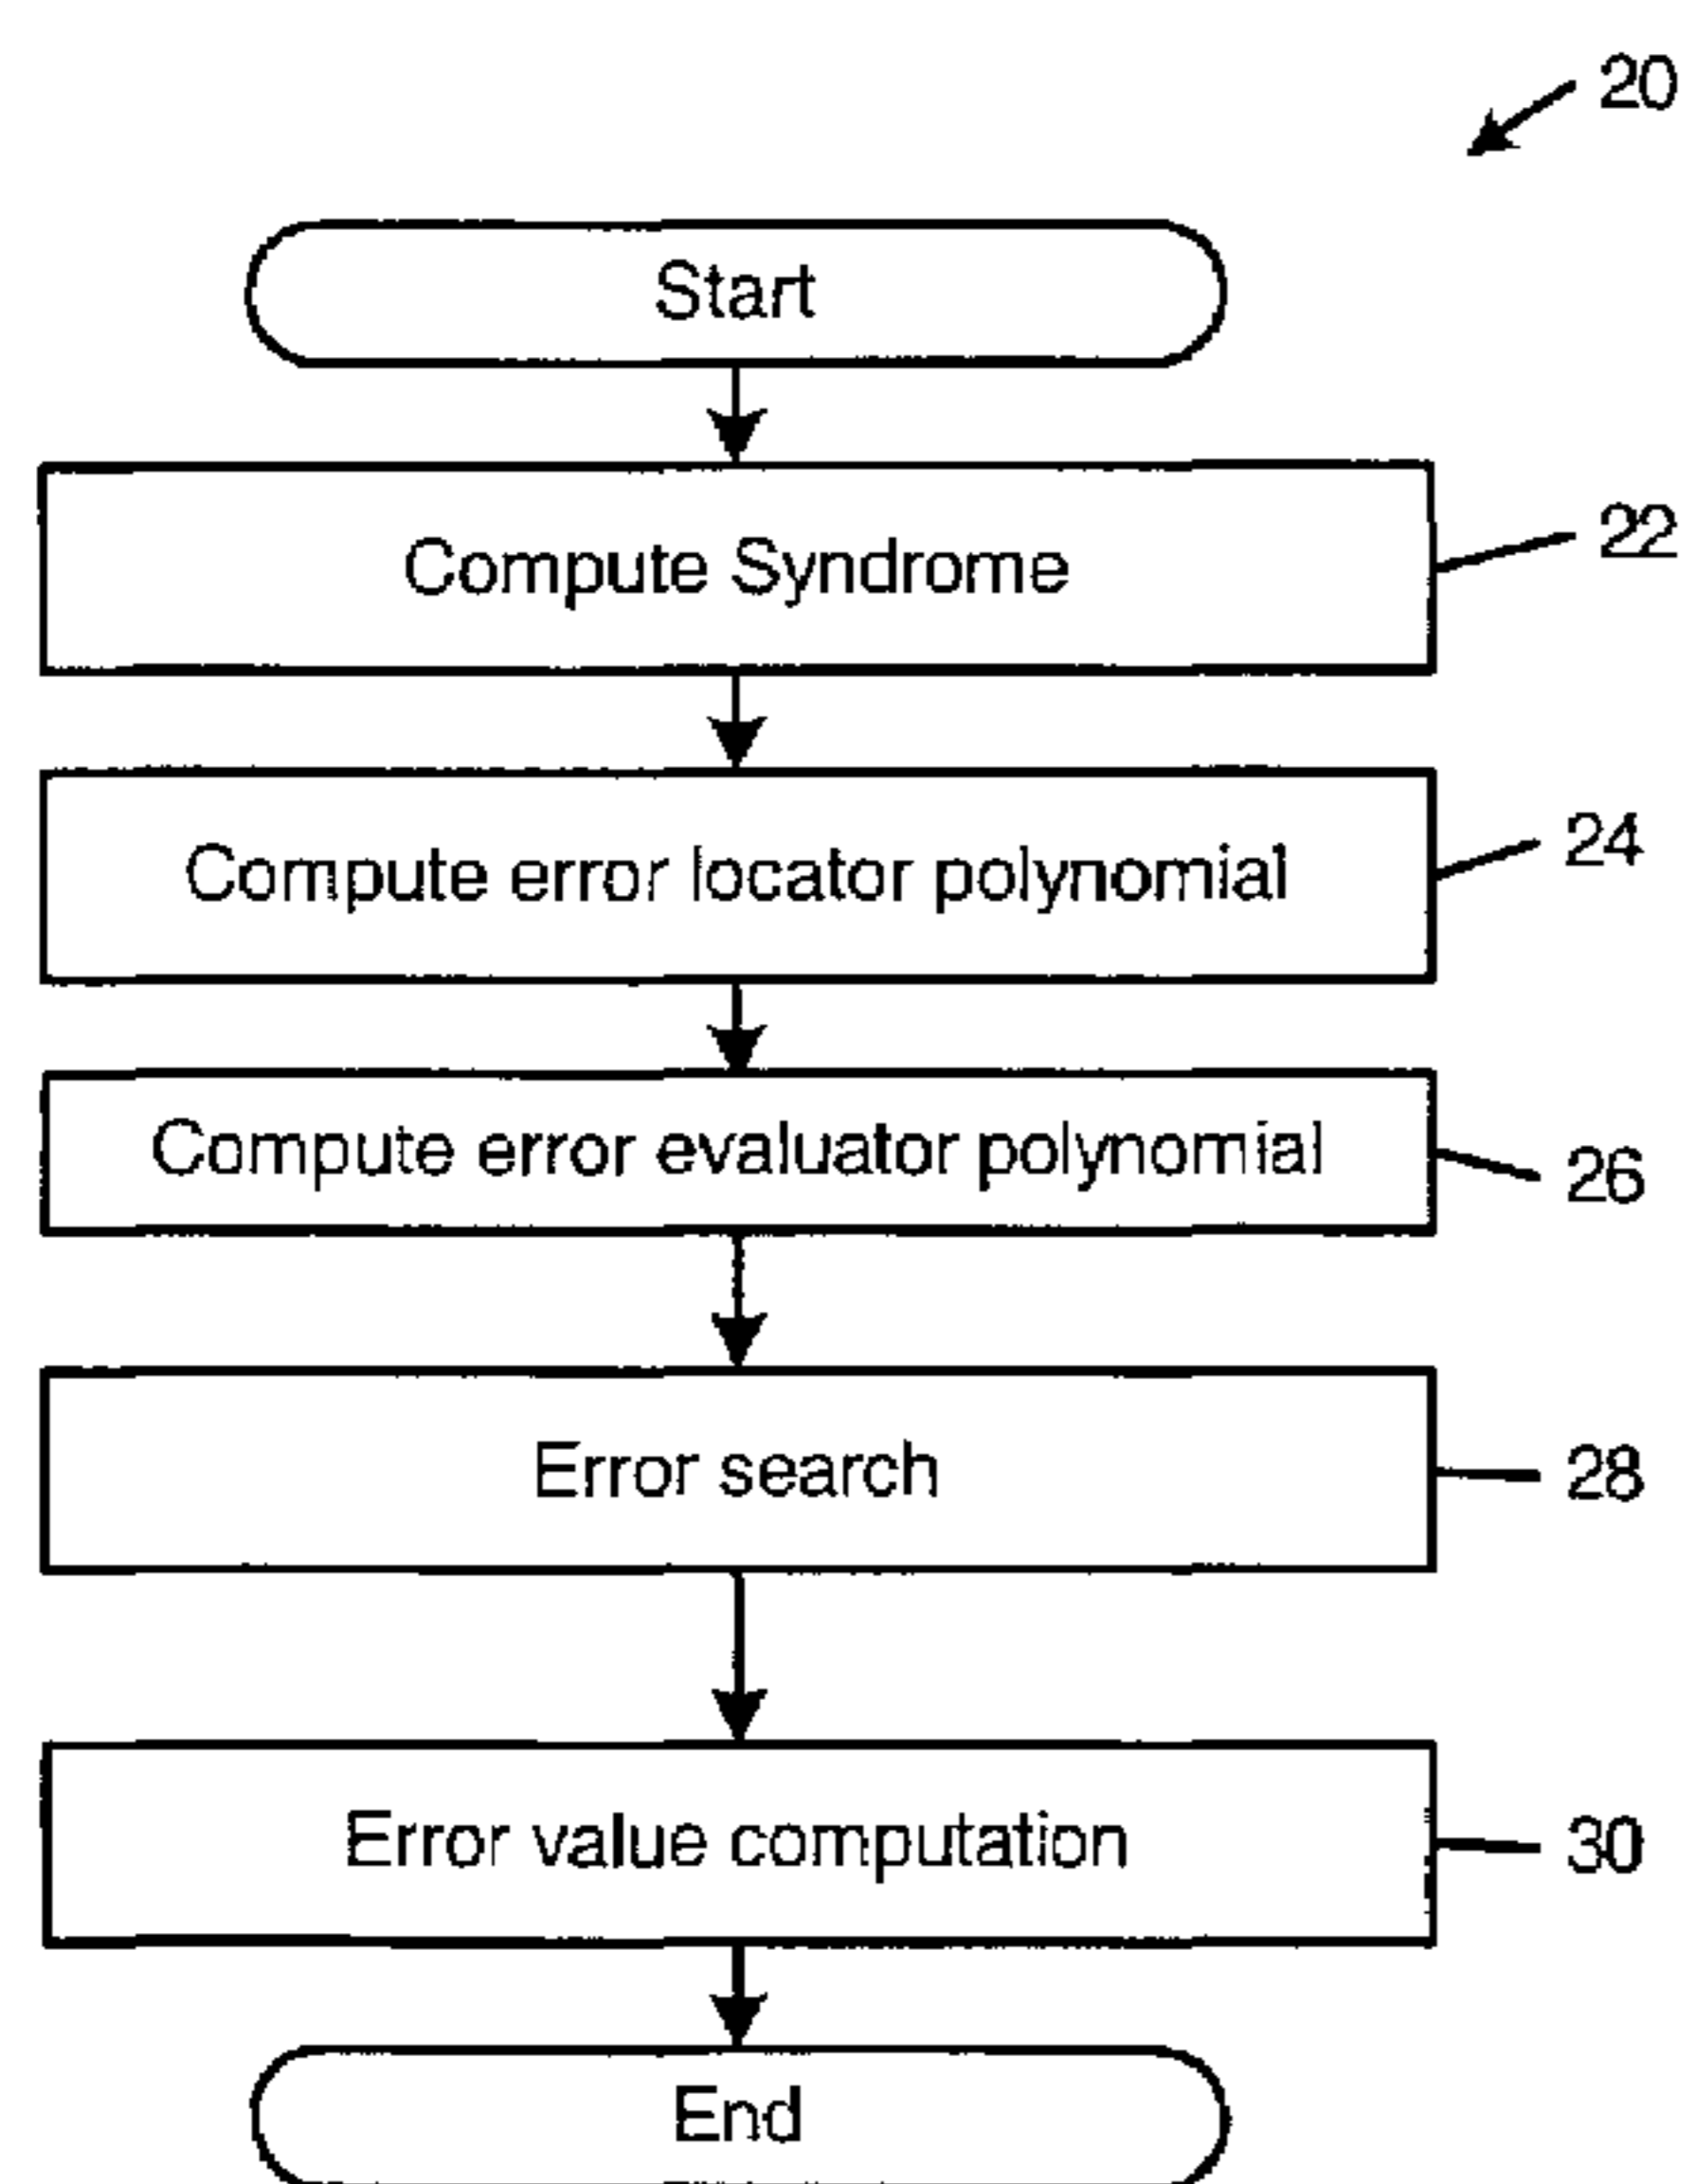 20
Start
Compute Syndrome
22
Compute error locator polynomial
24
Compute error evaluator polynomial
26
Error search
28
Error value computation
30
End